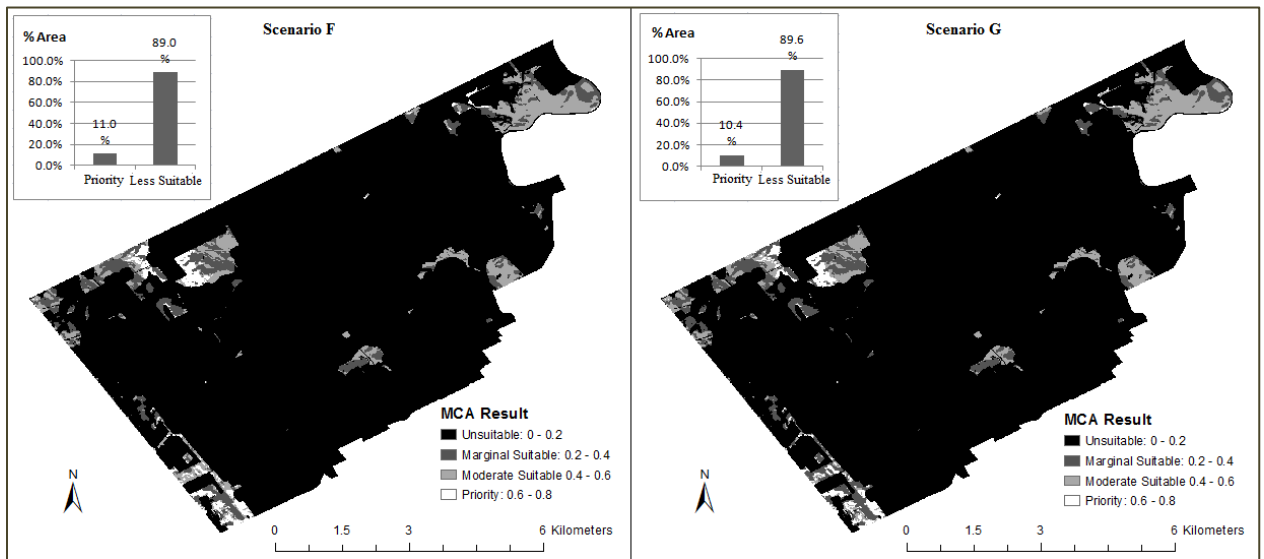 Scenario F
% Area
89.0
%
100.0%
80.0%
60.0%
40.0%
20.0%
0.0%
11.0
%
Priority Less Suitable
MCA Result
Unsuitable: 0 - 0.2
Marginal Suitable: 0.2 - 0.4
Moderate Suitable 0.4 - 0.6
Priority: 0.6 - 0.8
N
0 1.5 3 6 Kilometers
Scenario G
% Area
89.6
%
100.0%
80.0%
60.0%
40.0%
20.0%
0.0%
10.4
%
Priority Less Suitable
MCA Result
Unsuitable: 0 - 0.2
Marginal Suitable: 0.2 - 0.4
Moderate Suitable 0.4 - 0.6
Priority: 0.6 - 0.8
N
0 1.5 3 6 Kilometers